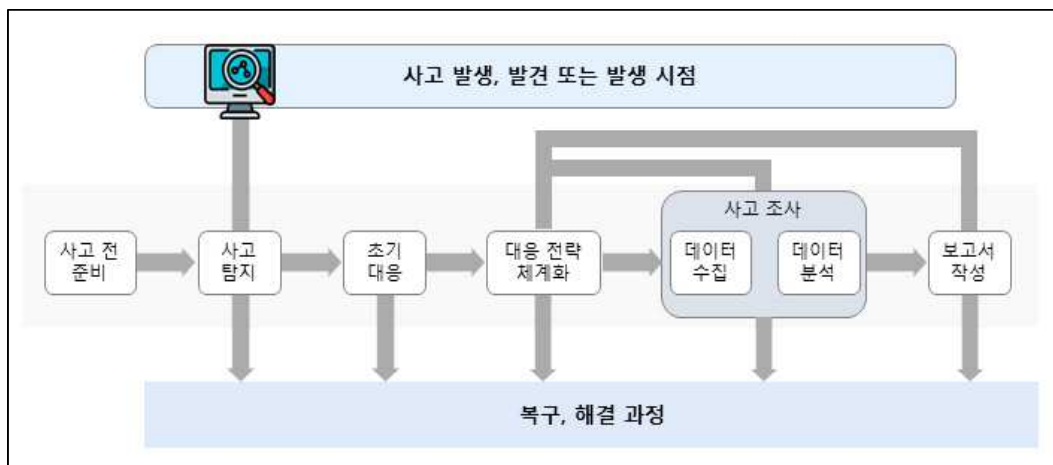 사고 발생, 발견 또는 발생 시점
사고 조사
사고 전
준비
사고
탐지
초기
대응
대응 전략
체계화
데이터
수집
데이터
분석
보고서
작성
복구, 해결 과정